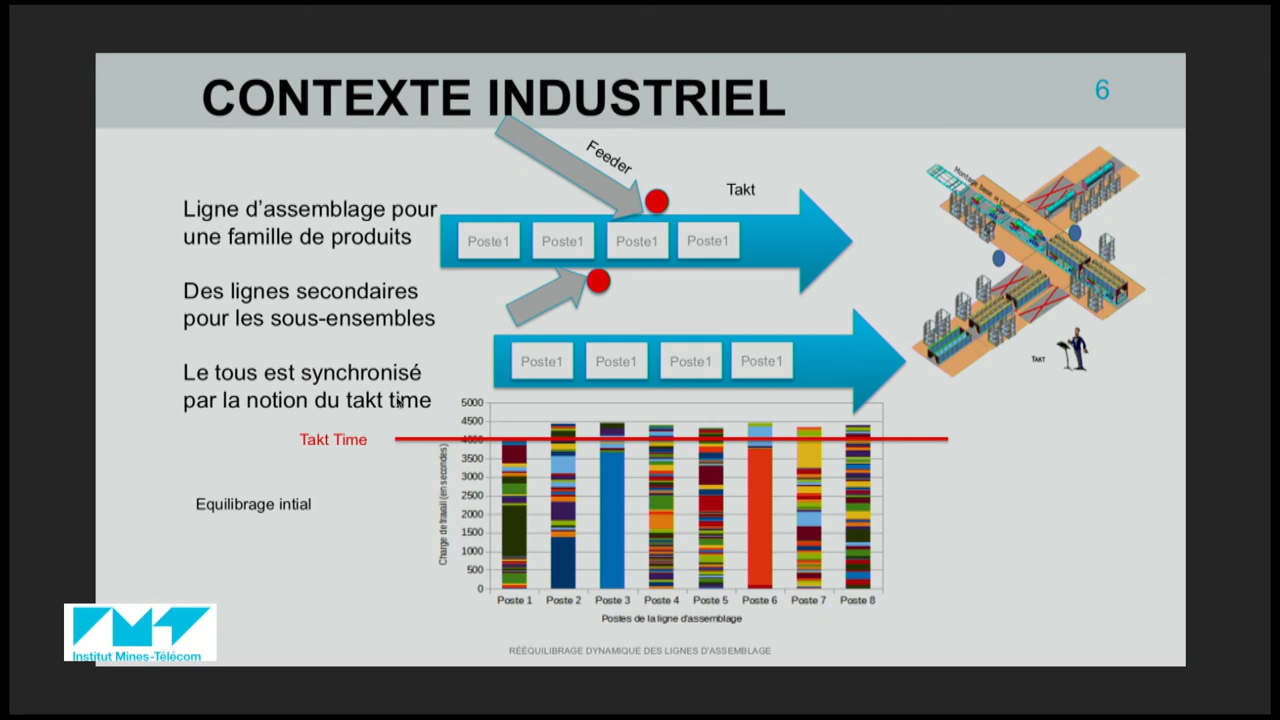 CONTEXTE INDUSTRIEL
6
Feeder
Takt
Ligne d'assemblage pour
une famille de produits
Poste1 Poste1 Poste1 Poste1
Des lignes secondaires
pour les sous-ensembles
Poste1 Poste1 Poste1 Poste1
Le tous est synchronisé
par la notion du takt time
Montage base
Compresseur
TAKT
Takt Time
Equilibrage intial
Charge de travail (en secondes)
5000
4500
4000
3500
3000
2500
2000
1500
1000
500
0
Poste 1 Poste 2 Poste 3 Poste 4 Poste 5 Poste 6 Poste 7 Poste 8
Postes de la ligne d'assemblage
RÉÉQUILIBRAGE DYNAMIQUE DES LIGNES D'ASSEMBLAGE
Institut Mines-Télécom